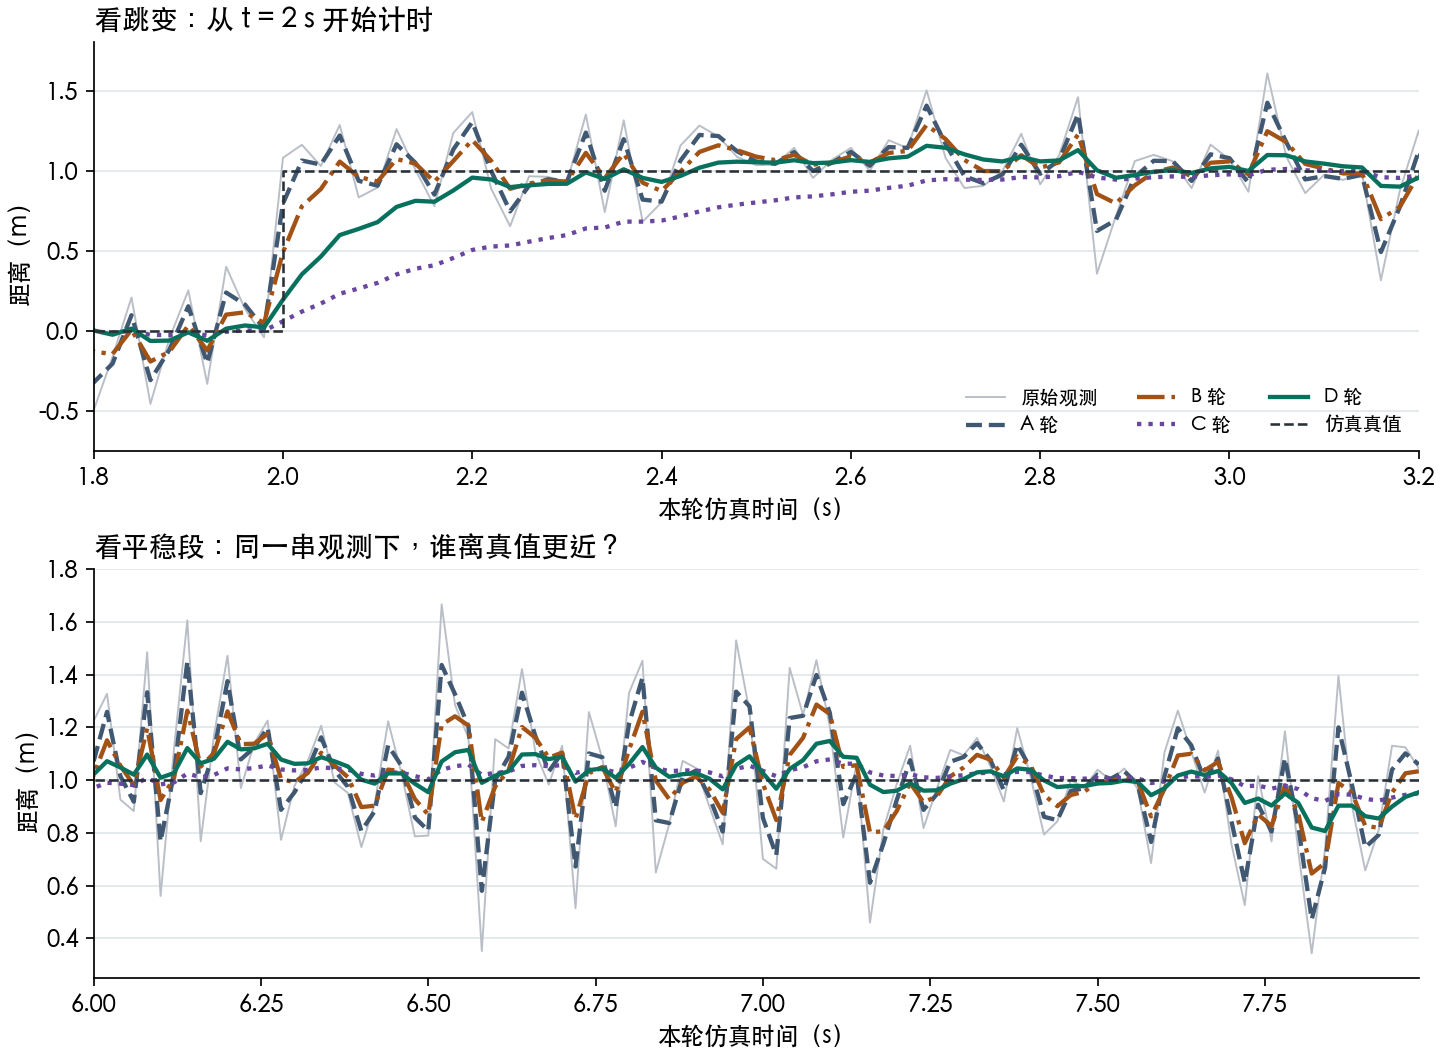 看跳变：从 t = 2 s 开始计时
距离 (m)
1.5
1.0
0.5
0.0
-0.5
原始观测
A 轮
B 轮
C 轮
D 轮
仿真真值
1.8 2.0 2.2 2.4 2.6 2.8 3.0 3.2
本轮仿真时间 (s)
看平稳段：同一串观测下，谁离真值更近？
距离 (m)
1.8
1.6
1.4
1.2
1.0
0.8
0.6
0.4
6.00 6.25 6.50 6.75 7.00 7.25 7.50 7.75
本轮仿真时间 (s)